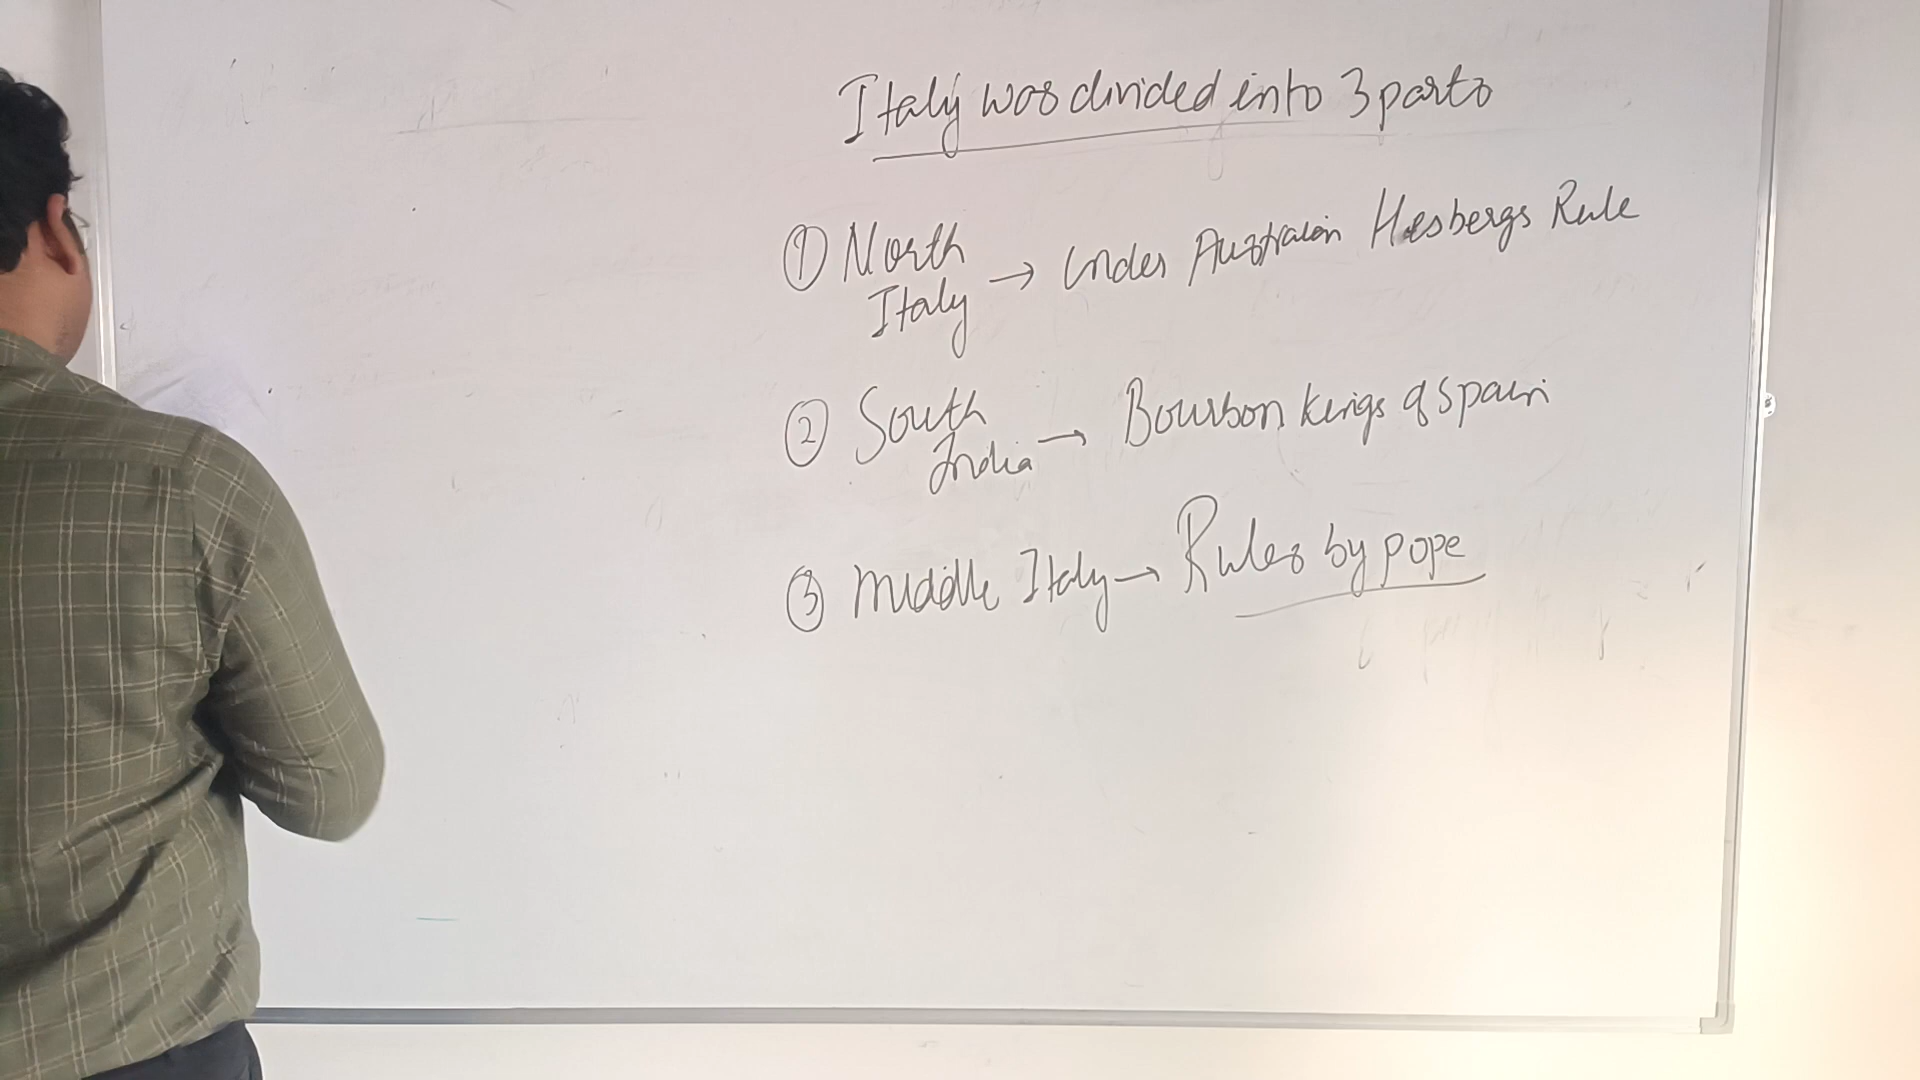 Italy was divided into 3 parts
① North Italy → Under Austraian Hasbergs Rule
② South India → Bourbon kings of Spain
③ Middle Italy → Rules by pope